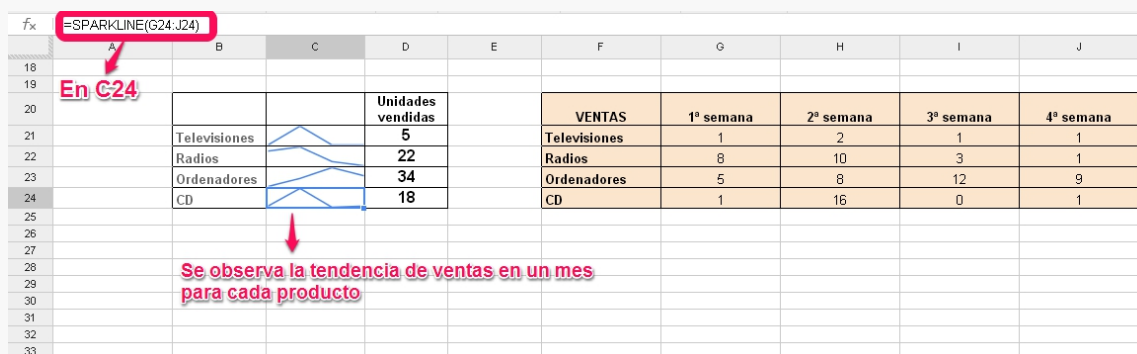 fx =SPARKLINE(G24:J24)
A B C D E F G H I J
18
19
En C24
20 Unidades vendidas VENTAS 1ª semana 2ª semana 3ª semana 4ª semana
21 Televisiones 5 Televisiones 1 2 1 1
22 Radios 22 Radios 8 10 3 1
23 Ordenadores 34 Ordenadores 5 8 12 9
24 CD 18 CD 1 16 0 1
25
26
27
Se observa la tendencia de ventas en un mes
para cada producto
28
29
30
31
32
33